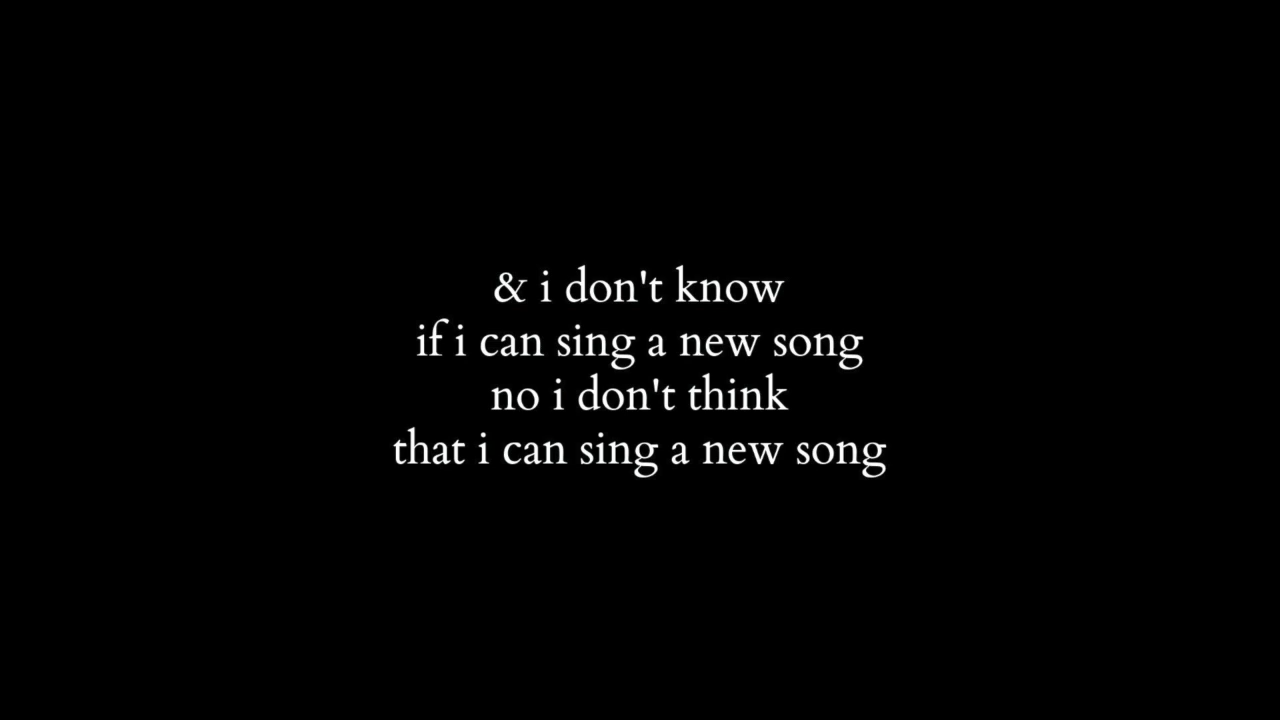 & i don't know
if i can sing a new song
no i don't think
that i can sing a new song